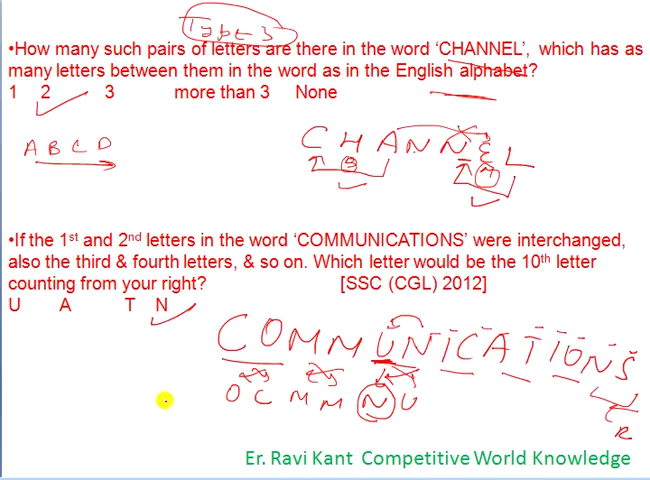 Type-3
•How many such pairs of letters are there in the word ‘CHANNEL’, which has as
many letters between them in the word as in the English alphabet?
1 2 3 more than 3 None
A B C D
C H A N N E L
B M
•If the 1st and 2nd letters in the word ‘COMMUNICATIONS’ were interchanged,
also the third & fourth letters, & so on. Which letter would be the 10th letter
counting from your right? [SSC (CGL) 2012]
U A T N
C O M M U N I C A T I O N S
O C M M N U
R
Er. Ravi Kant Competitive World Knowledge